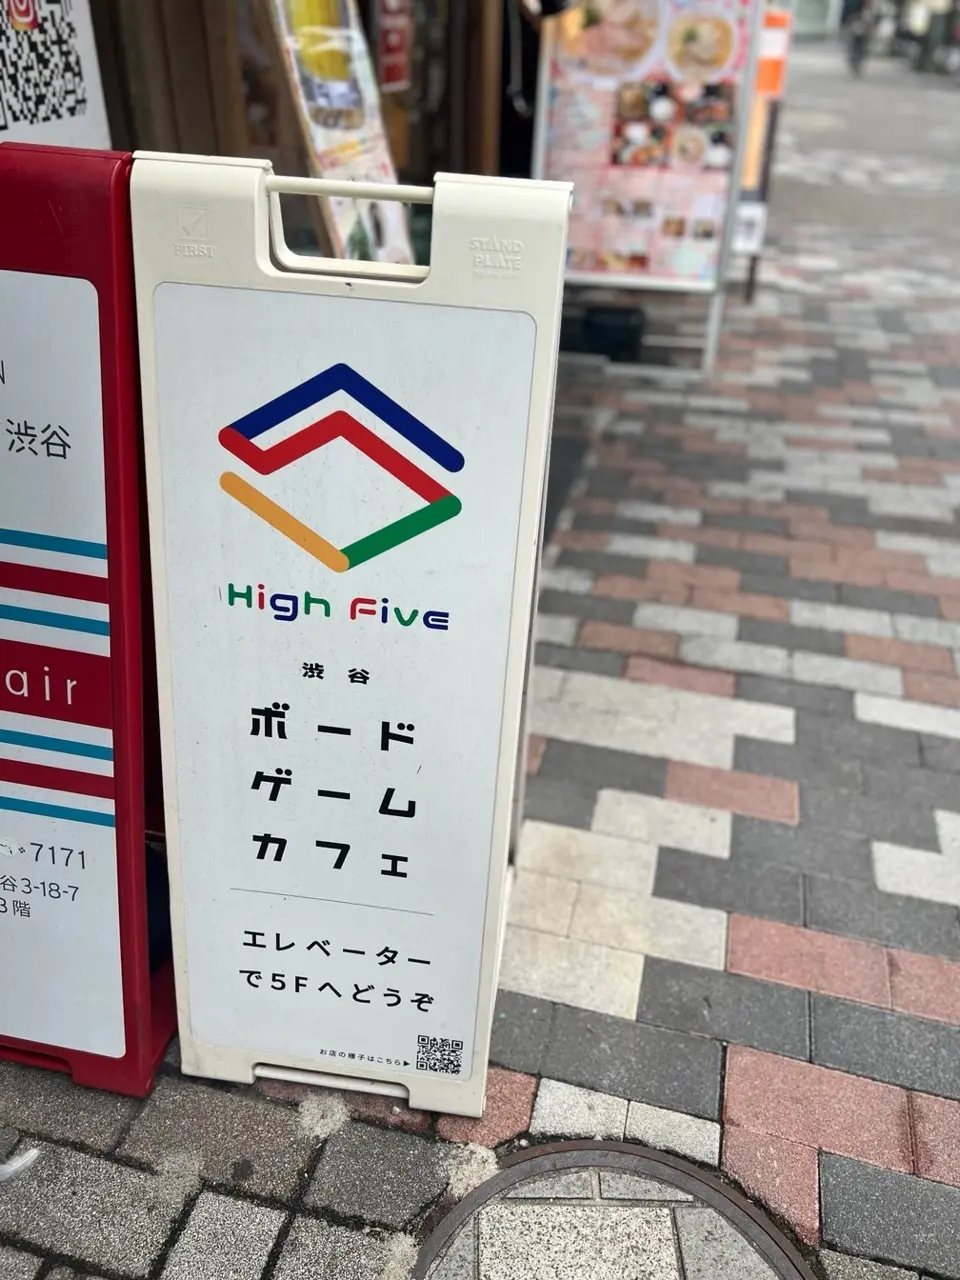 FIRST
STAND
PLATE
渋谷
air
7171
谷3-18-7
3階
High Five
渋谷
ボード
ゲーム
カフェ
エレベーター
で5Fへどうぞ
お店の様子はこちら▶